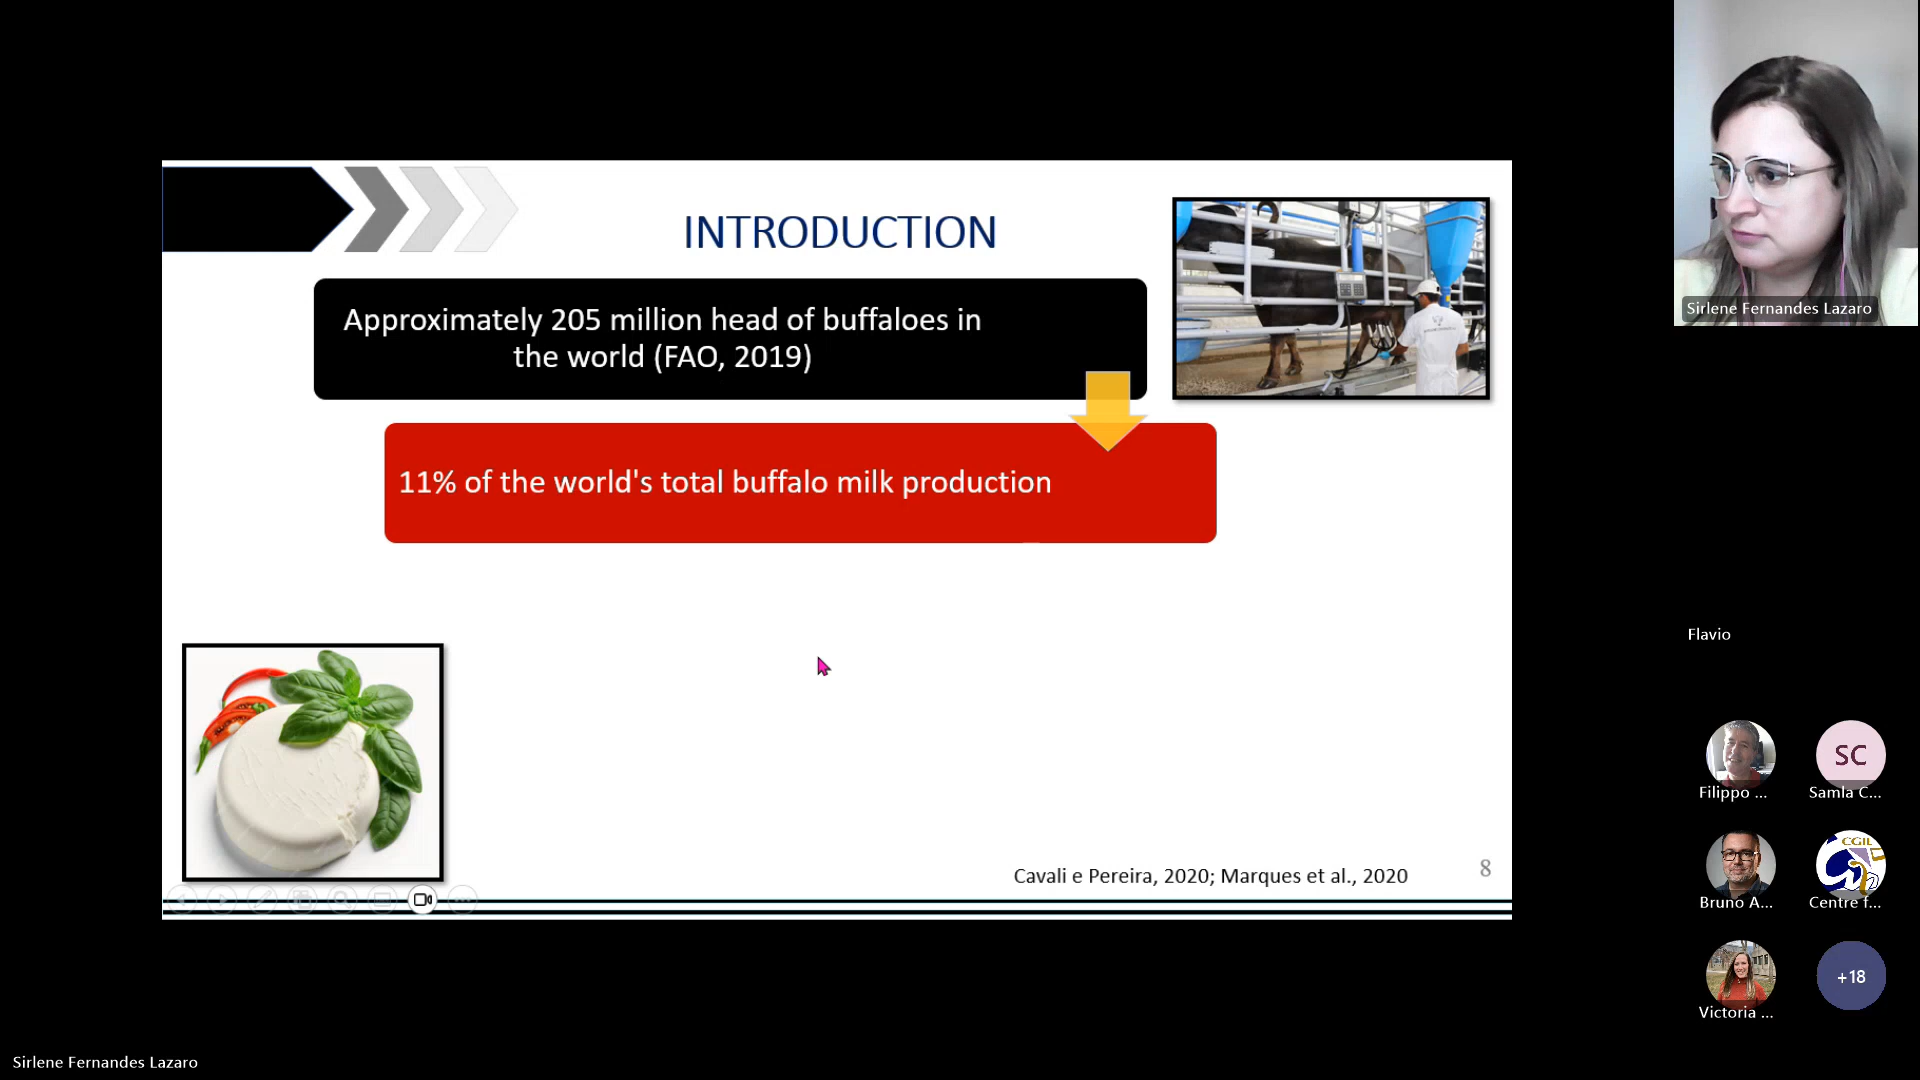 INTRODUCTION
Approximately 205 million head of buffaloes in
the world (FAO, 2019)
11% of the world's total buffalo milk production
Cavali e Pereira, 2020; Marques et al., 2020
8
Sirlene Fernandes Lazaro
Flavio
SC
Filippo ...
Samla C...
CGIL
Bruno A...
Centre f...
+18
Victoria ...
Sirlene Fernandes Lazaro